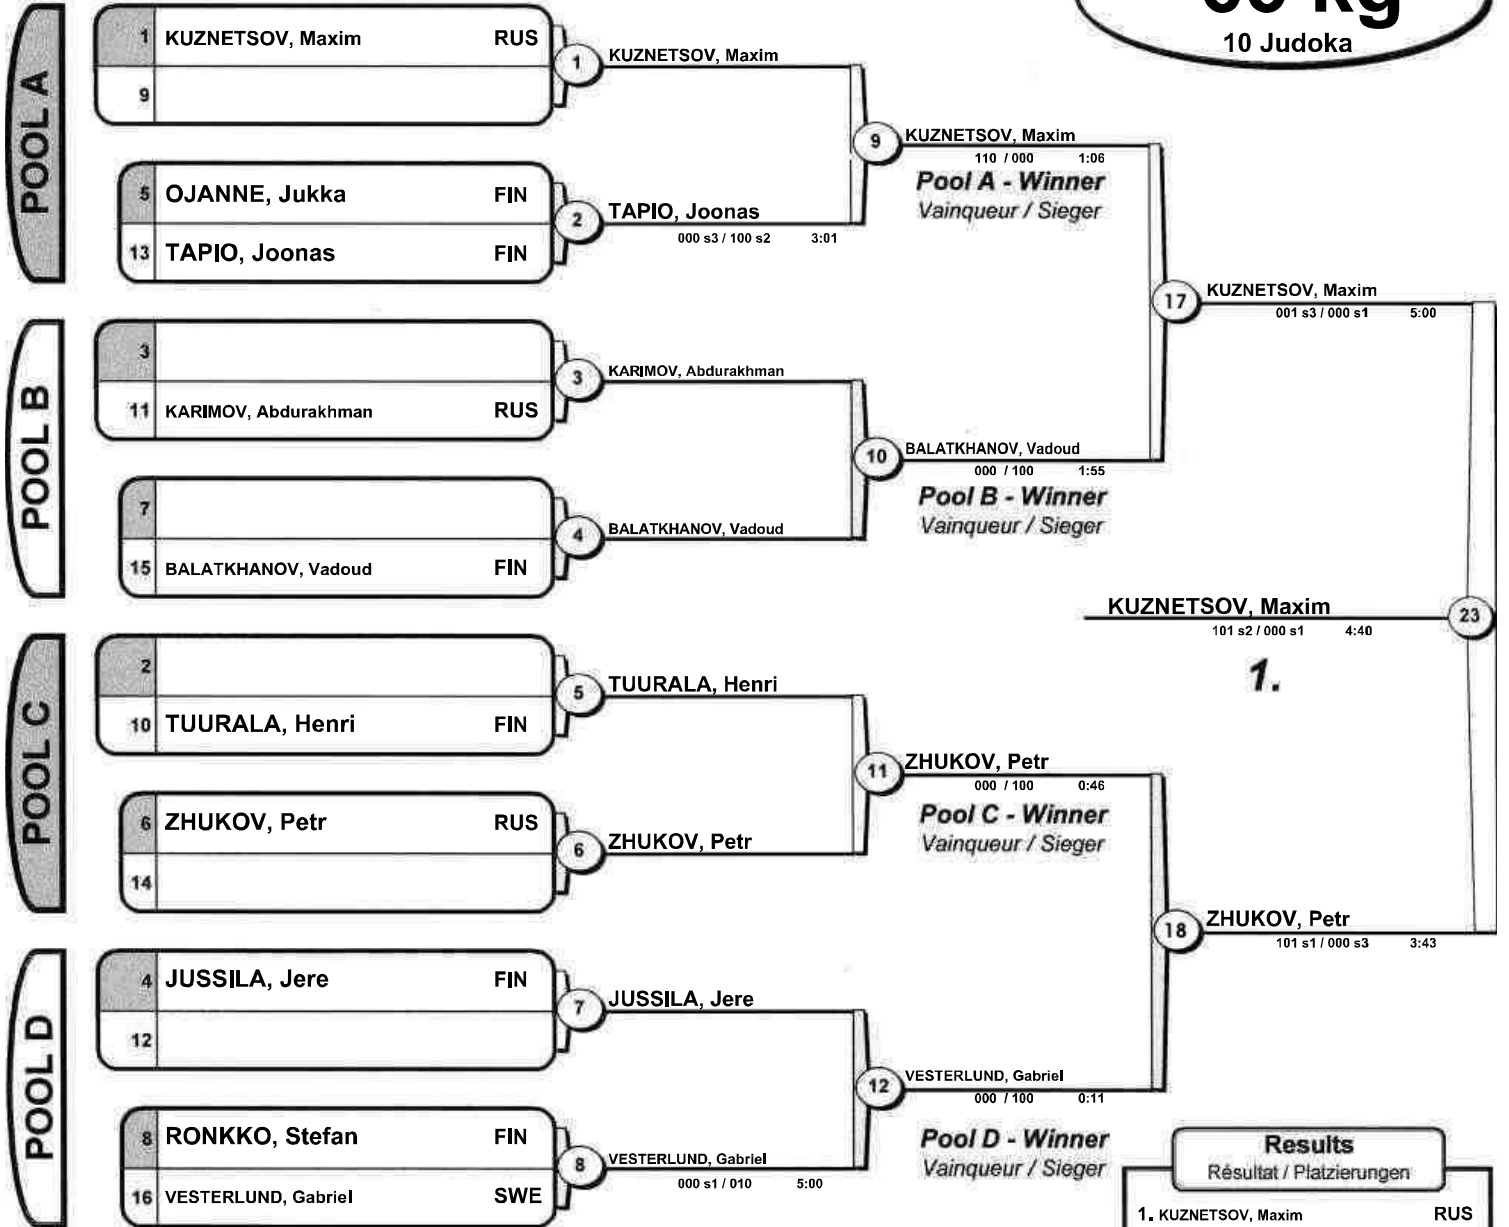 10 Judoka
POOL A
1 KUZNETSOV, Maxim RUS
9
1
KUZNETSOV, Maxim
5 OJANNE, Jukka FIN
13 TAPIO, Joonas FIN
2
TAPIO, Joonas
000 s3 / 100 s2 3:01
9
KUZNETSOV, Maxim
110 / 000 1:06
Pool A - Winner
Vainqueur / Sieger
POOL B
3
11 KARIMOV, Abdurakhman RUS
3
KARIMOV, Abdurakhman
7
15 BALATKHANOV, Vadoud FIN
4
BALATKHANOV, Vadoud
10
BALATKHANOV, Vadoud
000 / 100 1:55
Pool B - Winner
Vainqueur / Sieger
17
KUZNETSOV, Maxim
001 s3 / 000 s1 5:00
KUZNETSOV, Maxim
101 s2 / 000 s1 4:40
23
1.
POOL C
2
10 TUURALA, Henri FIN
5
TUURALA, Henri
6 ZHUKOV, Petr RUS
14
6
ZHUKOV, Petr
11
ZHUKOV, Petr
000 / 100 0:46
Pool C - Winner
Vainqueur / Sieger
18
ZHUKOV, Petr
101 s1 / 000 s3 3:43
POOL D
4 JUSSILA, Jere FIN
12
7
JUSSILA, Jere
8 RONKKO, Stefan FIN
16 VESTERLUND, Gabriel SWE
8
VESTERLUND, Gabriel
000 s1 / 010 5:00
12
VESTERLUND, Gabriel
000 / 100 0:11
Pool D - Winner
Vainqueur / Sieger
Results
Résultat / Platzierungen
1. KUZNETSOV, Maxim RUS